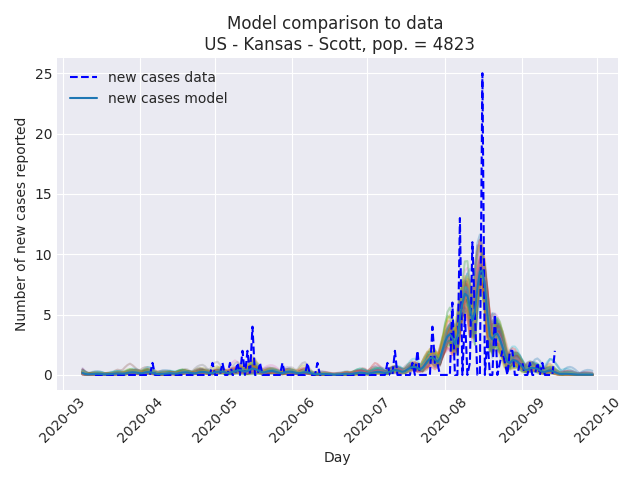 Model comparison to data
US - Kansas - Scott, pop. = 4823
new cases data
new cases model
Number of new cases reported
25
20
15
10
5
0
2020-03
2020-04
2020-05
2020-06
2020-07
2020-08
2020-09
2020-10
Day